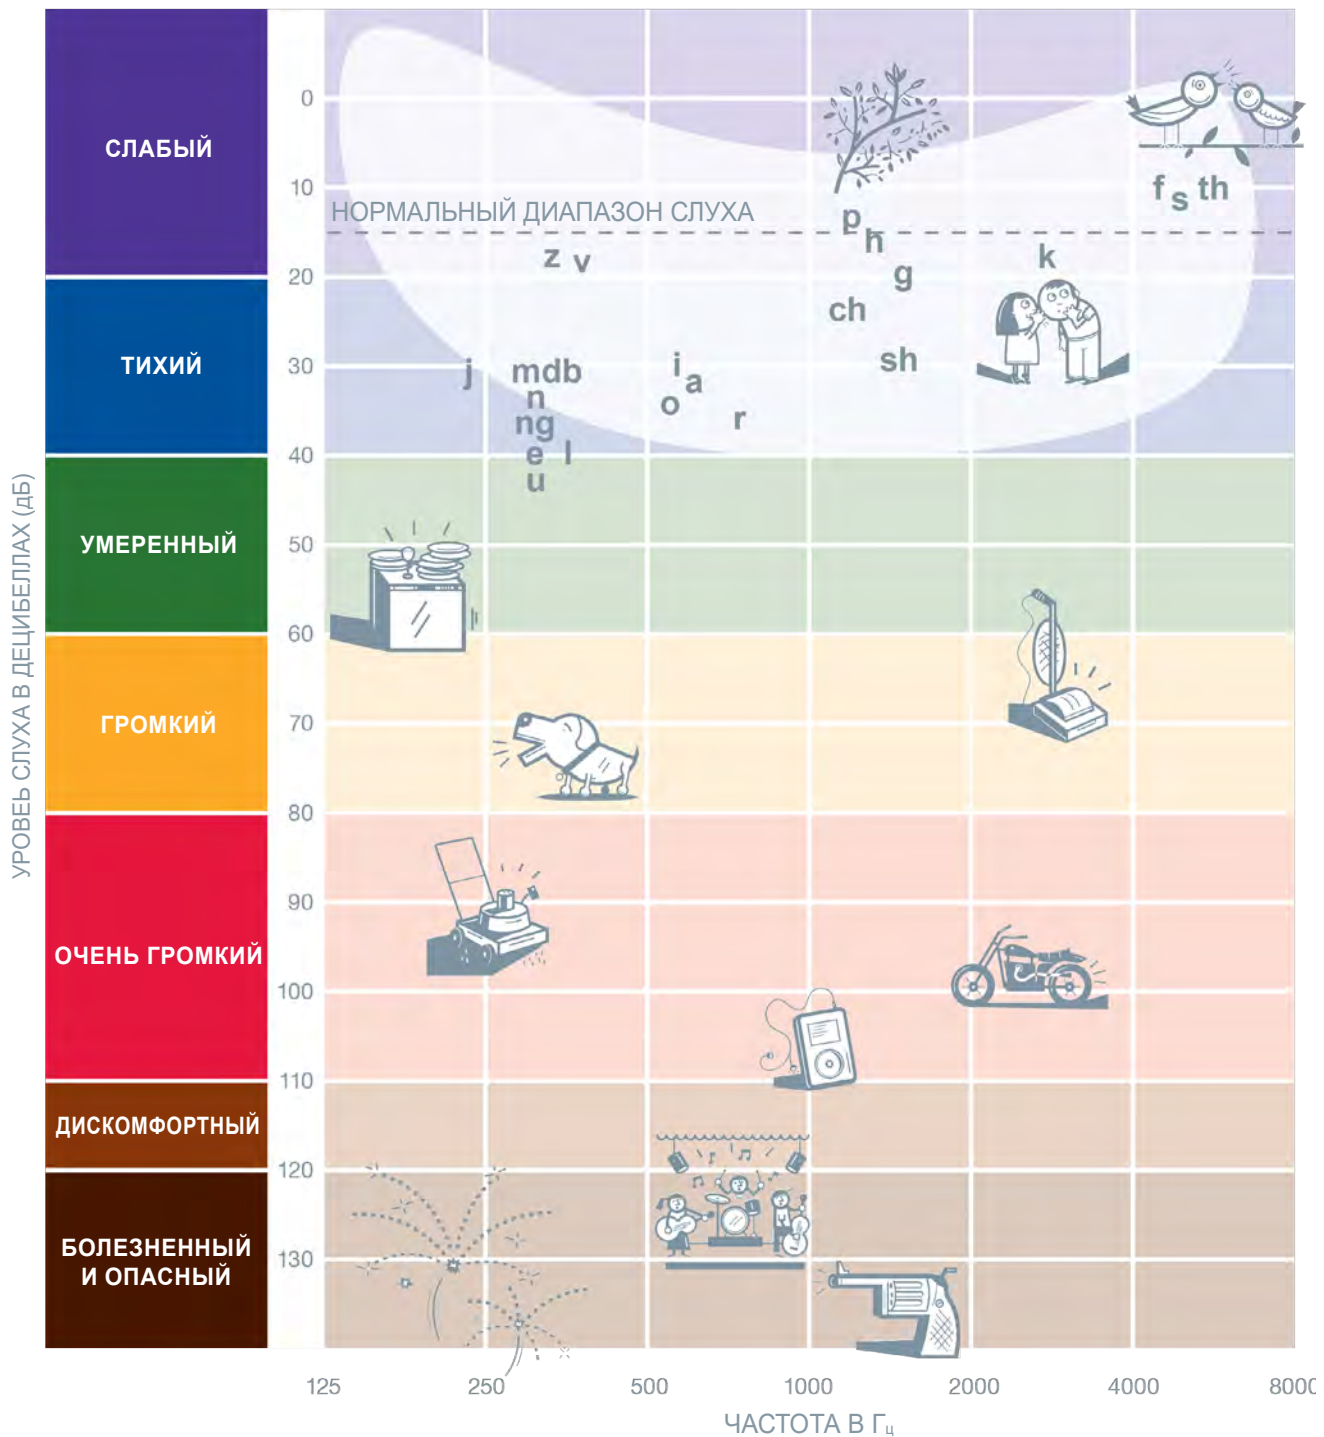 0
СЛАБЫЙ
10
НОРМАЛЬНЫЙ ДИАПАЗОН СЛУХА
f s th
p
h
z v
k
20
g
ch
ТИХИЙ
30
j
mdb
i
sh
a
n
o
ng
r
40
e l
u
УРОВЕЬ СЛУХА В ДЕЦИБЕЛЛАХ (дБ)
УМЕРЕННЫЙ
50
60
ГРОМКИЙ
70
80
90
ОЧЕНЬ ГРОМКИЙ
100
110
ДИСКОМФОРТНЫЙ
120
БОЛЕЗНЕННЫЙ
И ОПАСНЫЙ
130
125 250 500 1000 2000 4000 8000
ЧАСТОТА В Гц